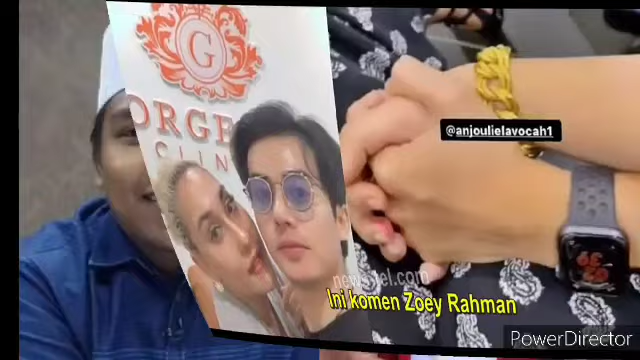 G
ORGE
CLIN
@anjoulielavocah1
Ini komen Zoey Rahman
PowerDirector